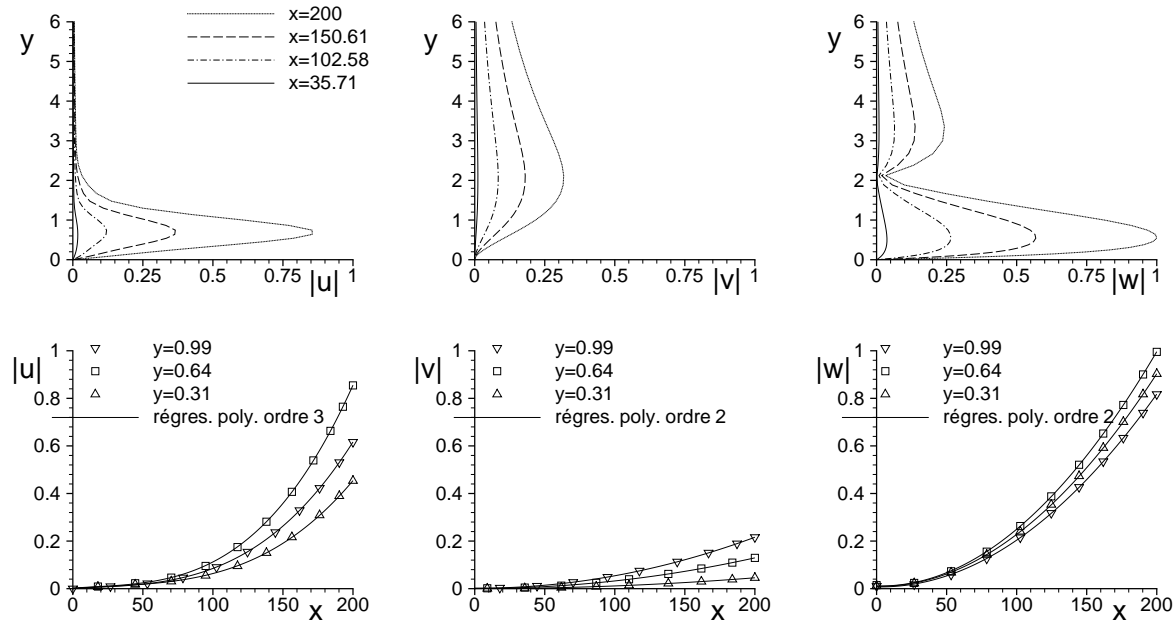 6
5
4
3
2
1
0
y
x=200
x=150.61
x=102.58
x=35.71
0 0.25 0.5 0.75 1
|u|
6
5
4
3
2
1
0
y
0 0.25 0.5 0.75 1
|v|
6
5
4
3
2
1
0
y
0 0.25 0.5 0.75 1
|w|
1
0.8
0.6
0.4
0.2
0
|u|
y=0.99
y=0.64
y=0.31
régres. poly. ordre 3
0 50 100 150 200
x
1
0.8
0.6
0.4
0.2
0
|v|
y=0.99
y=0.64
y=0.31
régres. poly. ordre 2
0 50 100 150 200
x
1
0.8
0.6
0.4
0.2
0
|w|
y=0.99
y=0.64
y=0.31
régres. poly. ordre 2
0 50 100 150 200
x